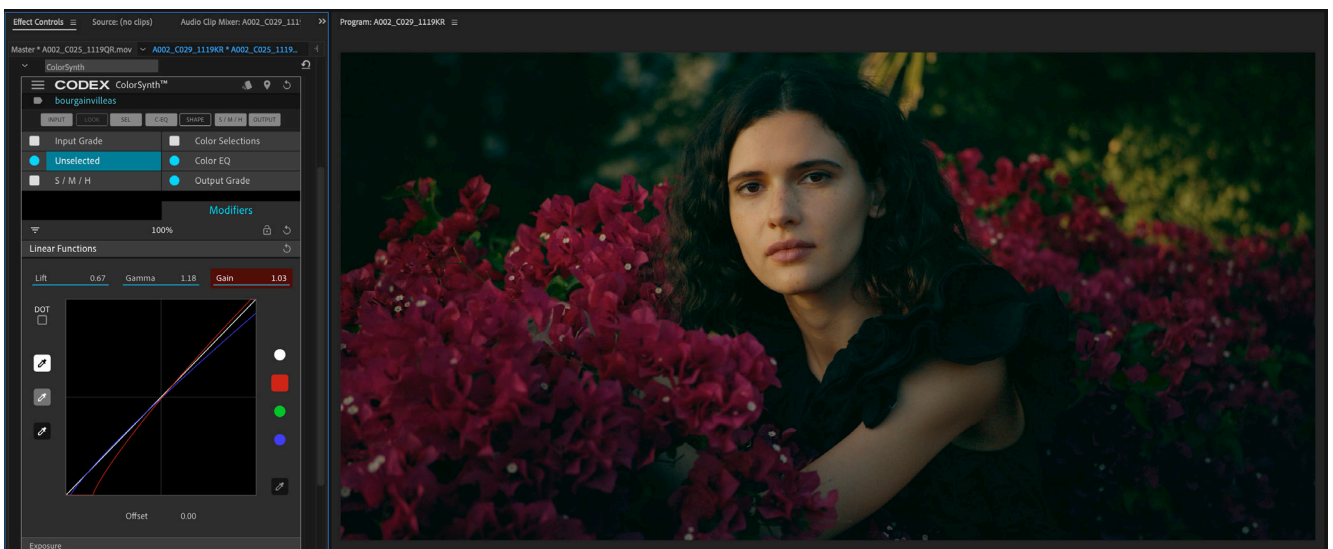 Effect Controls Source: (no clips) Audio Clip Mixer: A002_C029_111
Program: A002_C029_1119KR
Master * A002_C025_1119QR.mov A002_C029_1119KR * A002_C025_1119...
ColorSynth
CODEX ColorSynth™
bourgainvilleas
INPUT LOOK SEL C-EQ SHAPE S / M / H OUTPUT
Input Grade Color Selections
Unselected Color EQ
S / M / H Output Grade
Modifiers
100%
Linear Functions
Lift 0.67 Gamma 1.18 Gain 1.03
DOT
Offset 0.00
Exposure